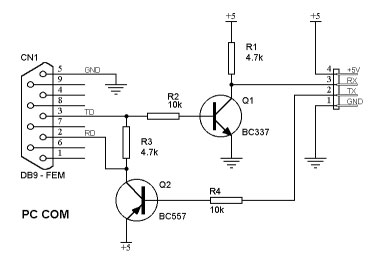 +5
+5
CN1
5
GND
9
4
8
3
TD
7
2
RD
6
1
DB9 - FEM
PC COM
R1
4.7k
R2
10k
Q1
BC337
R3
4.7k
Q2
BC557
R4
10k
+5
4
+5V
3
RX
2
TX
1
GND